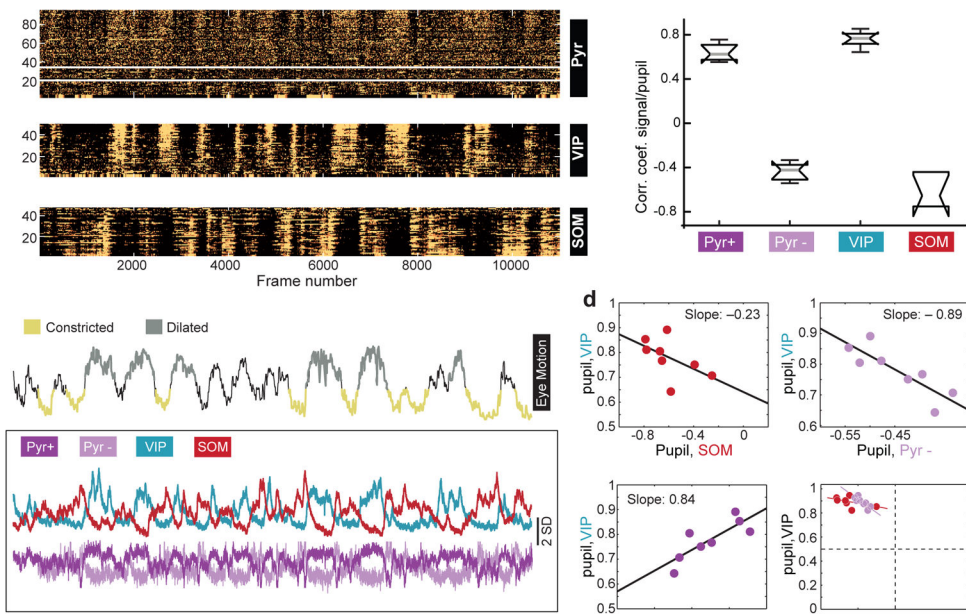 80
60
40
20
Pyr
40
20
VIP
40
20
SOM
2000 4000 6000 8000 10000
Frame number
Corr. coef. signal/pupil
0.8
0.4
0
-0.4
-0.8
Pyr+ Pyr - VIP SOM
Constricted Dilated
Eye Motion
Pyr+ Pyr - VIP SOM
2 SD
d
Slope: –0.23
pupil,VIP
1
0.9
0.8
0.7
0.6
0.5
-0.8 -0.4 0
Pupil, SOM
Slope: – 0.89
pupil,VIP
1
0.9
0.8
0.7
0.6
-0.55 -0.45
Pupil, Pyr -
Slope: 0.84
pupil,VIP
1
0.9
0.8
0.7
0.6
0.5
pupil,VIP
1
0.8
0.6
0.4
0.2
0